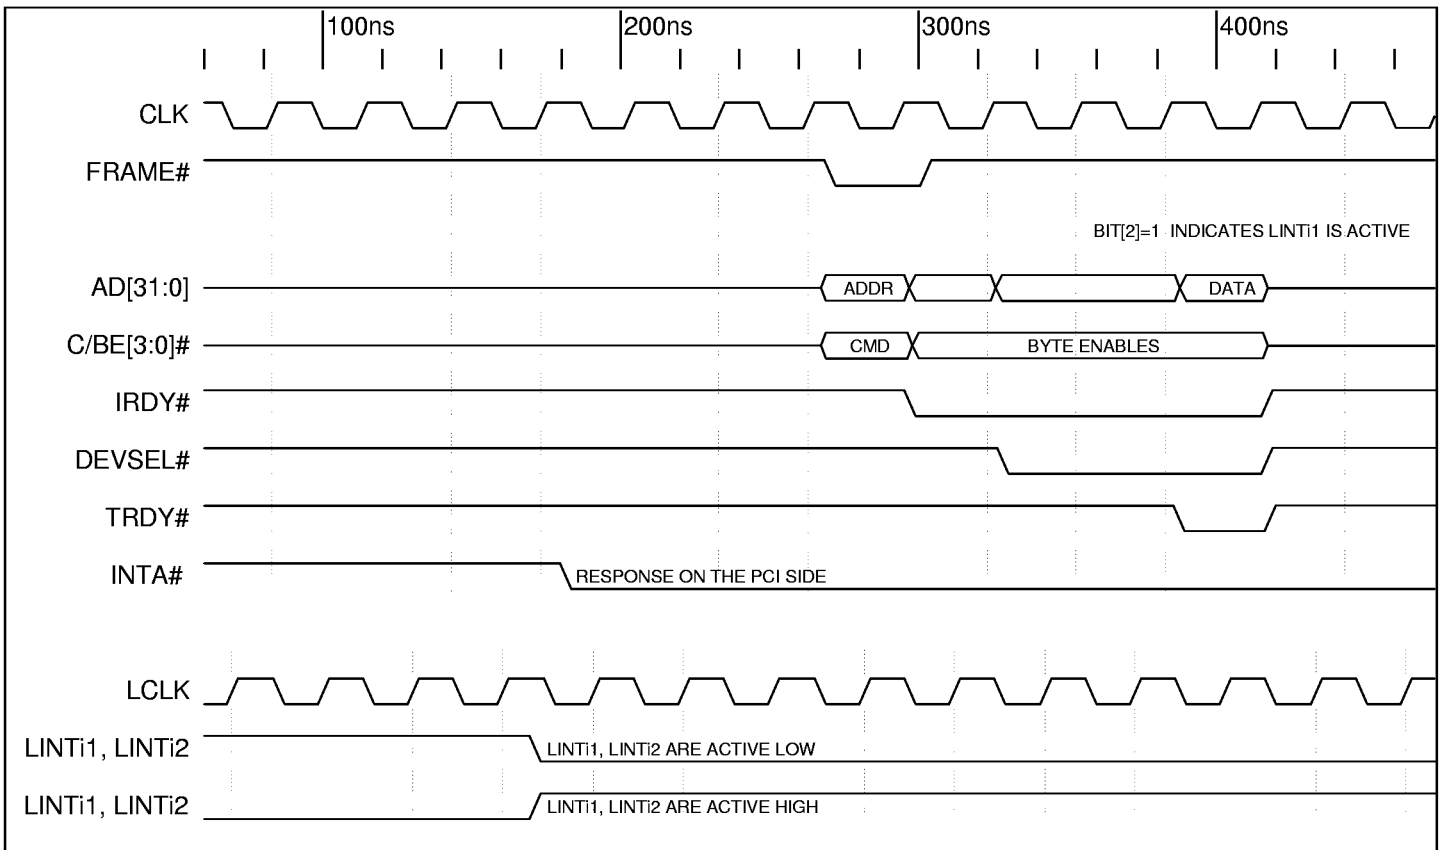 100ns 200ns 300ns 400ns
CLK
FRAME#
BIT[2]=1 INDICATES LINTi1 IS ACTIVE
AD[31:0] ADDR DATA
C/BE[3:0]# CMD BYTE ENABLES
IRDY#
DEVSEL#
TRDY#
INTA# RESPONSE ON THE PCI SIDE
LCLK
LINTi1, LINTi2 LINTi1, LINTi2 ARE ACTIVE LOW
LINTi1, LINTi2 LINTi1, LINTi2 ARE ACTIVE HIGH